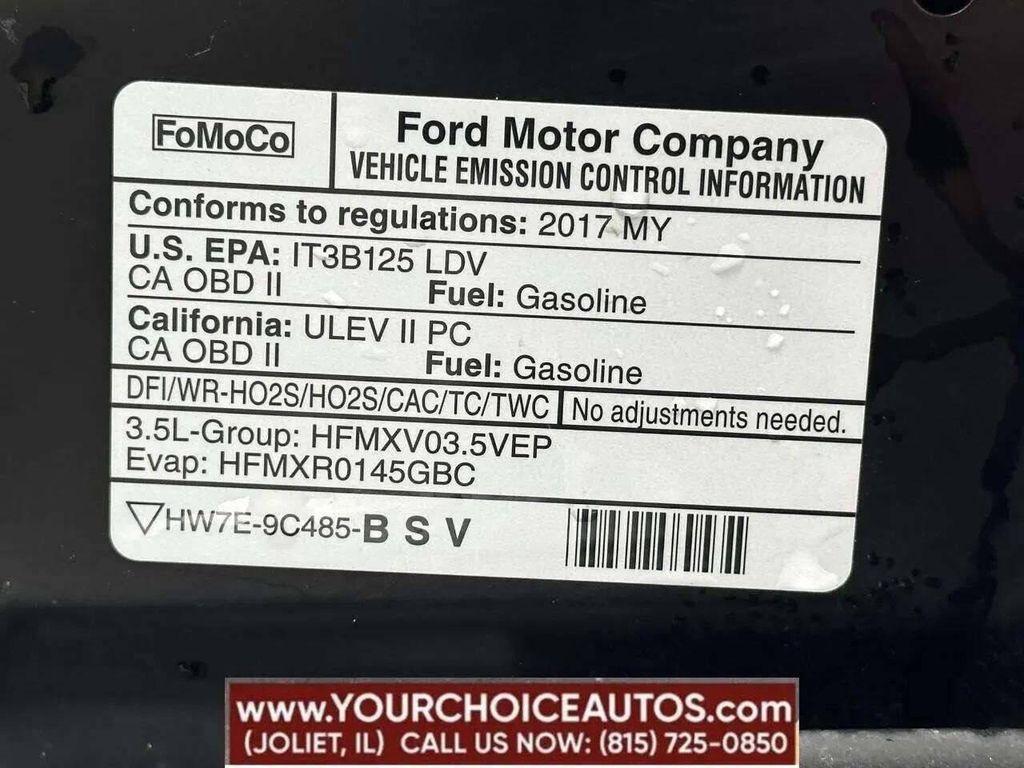 FoMoCo
Ford Motor Company
VEHICLE EMISSION CONTROL INFORMATION
Conforms to regulations: 2017 MY
U.S. EPA: IT3B125 LDV
CA OBD II Fuel: Gasoline
California: ULEV II PC
CA OBD II Fuel: Gasoline
DFI/WR-HO2S/HO2S/CAC/TC/TWC No adjustments needed.
3.5L-Group: HFMXV03.5VEP
Evap: HFMXR0145GBC
HW7E-9C485-B S V
www.YOURCHOICEAUTOS.com
(JOLIET, IL) CALL US NOW: (815) 725-0850